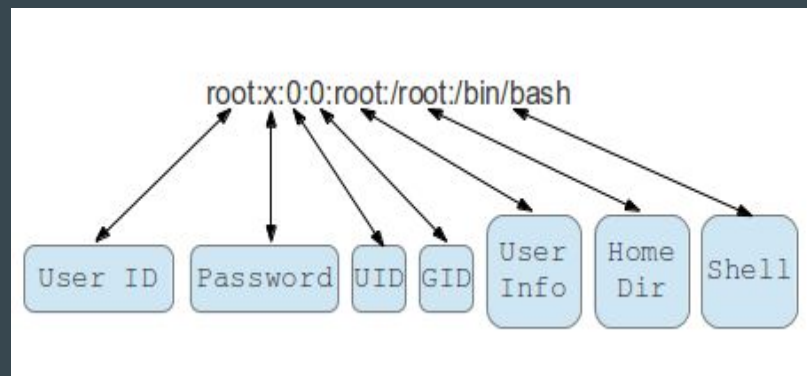 root:x:0:0:root:/root:/bin/bash
User ID
Password
UID
GID
User
Info
Home
Dir
Shell